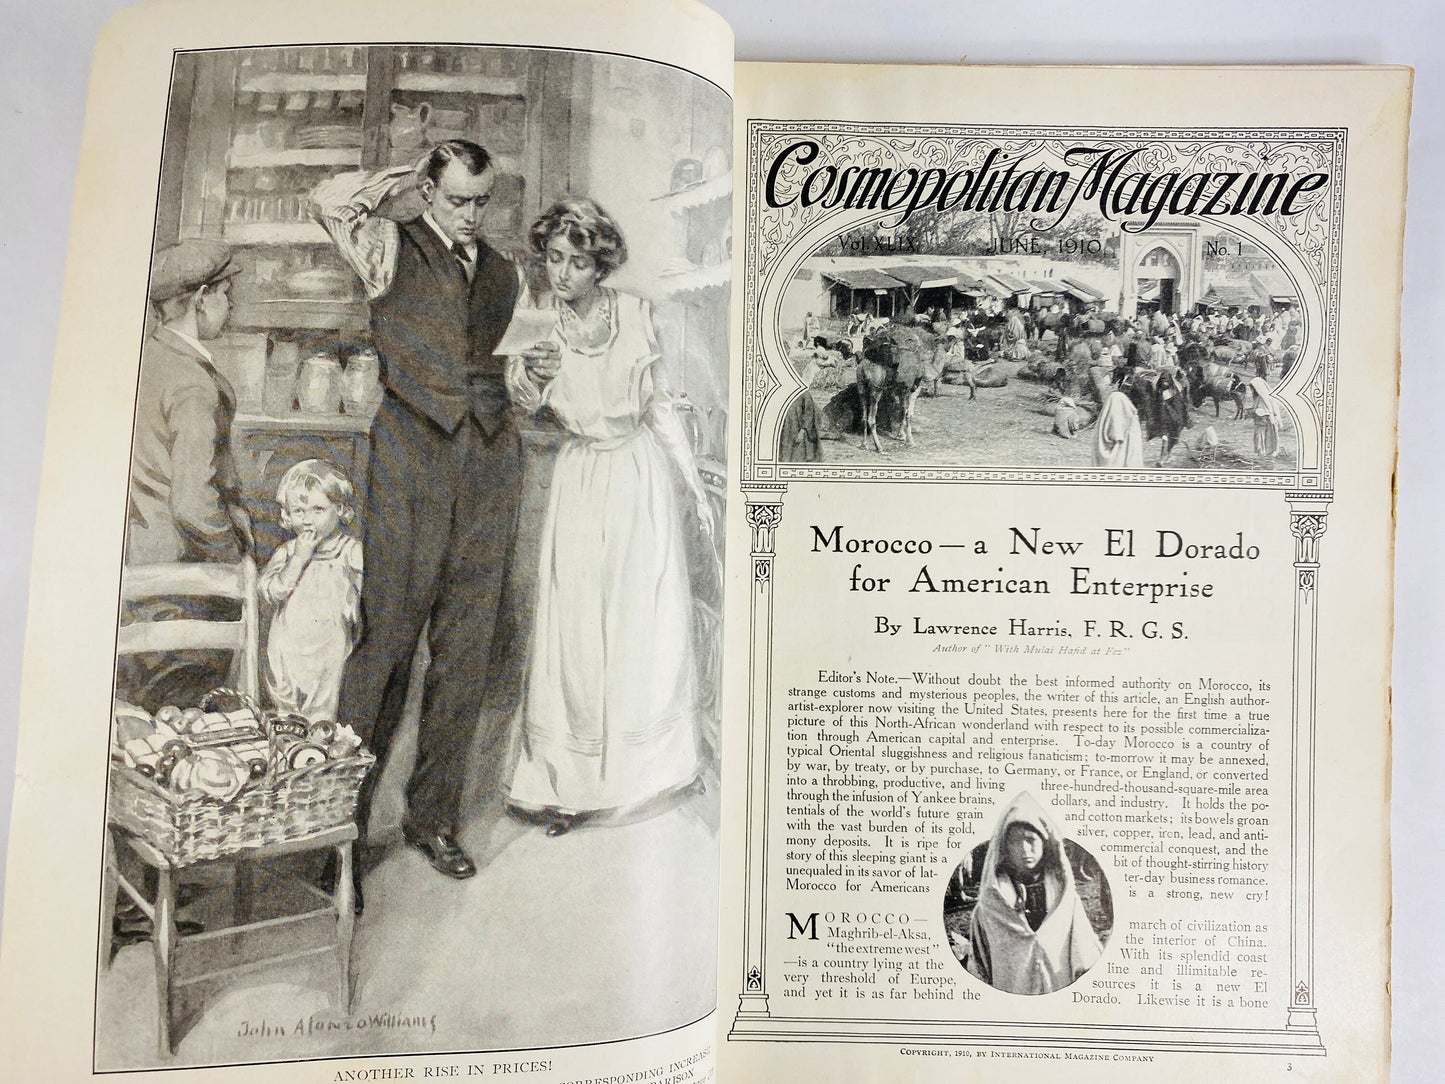 John Alonzo Williams
ANOTHER RISE IN PRICES!
CORRESPONDING INCREASE
Cosmopolitan Magazine
Vol. XLIX JUNE, 1910 No. 1
Morocco—a New El Dorado
for American Enterprise
By Lawrence Harris, F. R. G. S.
Author of "With Mulai Hafid at Fez"
Editor's Note.—Without doubt the best informed authority on Morocco, its
strange customs and mysterious peoples, the writer of this article, an English author-
artist-explorer now visiting the United States, presents here for the first time a true
picture of this North-African wonderland with respect to its possible commercializa-
tion through American capital and enterprise. To-day Morocco is a country of
typical Oriental sluggishness and religious fanaticism; to-morrow it may be annexed,
by war, by treaty, or by purchase, to Germany, or France, or England, or converted
into a throbbing, productive, and living three-hundred-thousand-square-mile area
through the infusion of Yankee brains, dollars, and industry. It holds the po-
tentials of the world's future grain and cotton markets; its bowels groan
with the vast burden of its gold, silver, copper, iron, lead, and anti-
mony deposits. It is ripe for commercial conquest, and the
story of this sleeping giant is a bit of thought-stirring history
unequaled in its savor of lat- ter-day business romance.
Morocco for Americans is a strong, new cry!
MOROCCO—
Maghrib-el-Aksa,
"the extreme west"
—is a country lying at the
very threshold of Europe,
and yet it is as far behind the
march of civilization as
the interior of China.
With its splendid coast
line and illimitable re-
sources it is a new El
Dorado. Likewise it is a bone
COPYRIGHT, 1910, BY INTERNATIONAL MAGAZINE COMPANY
3